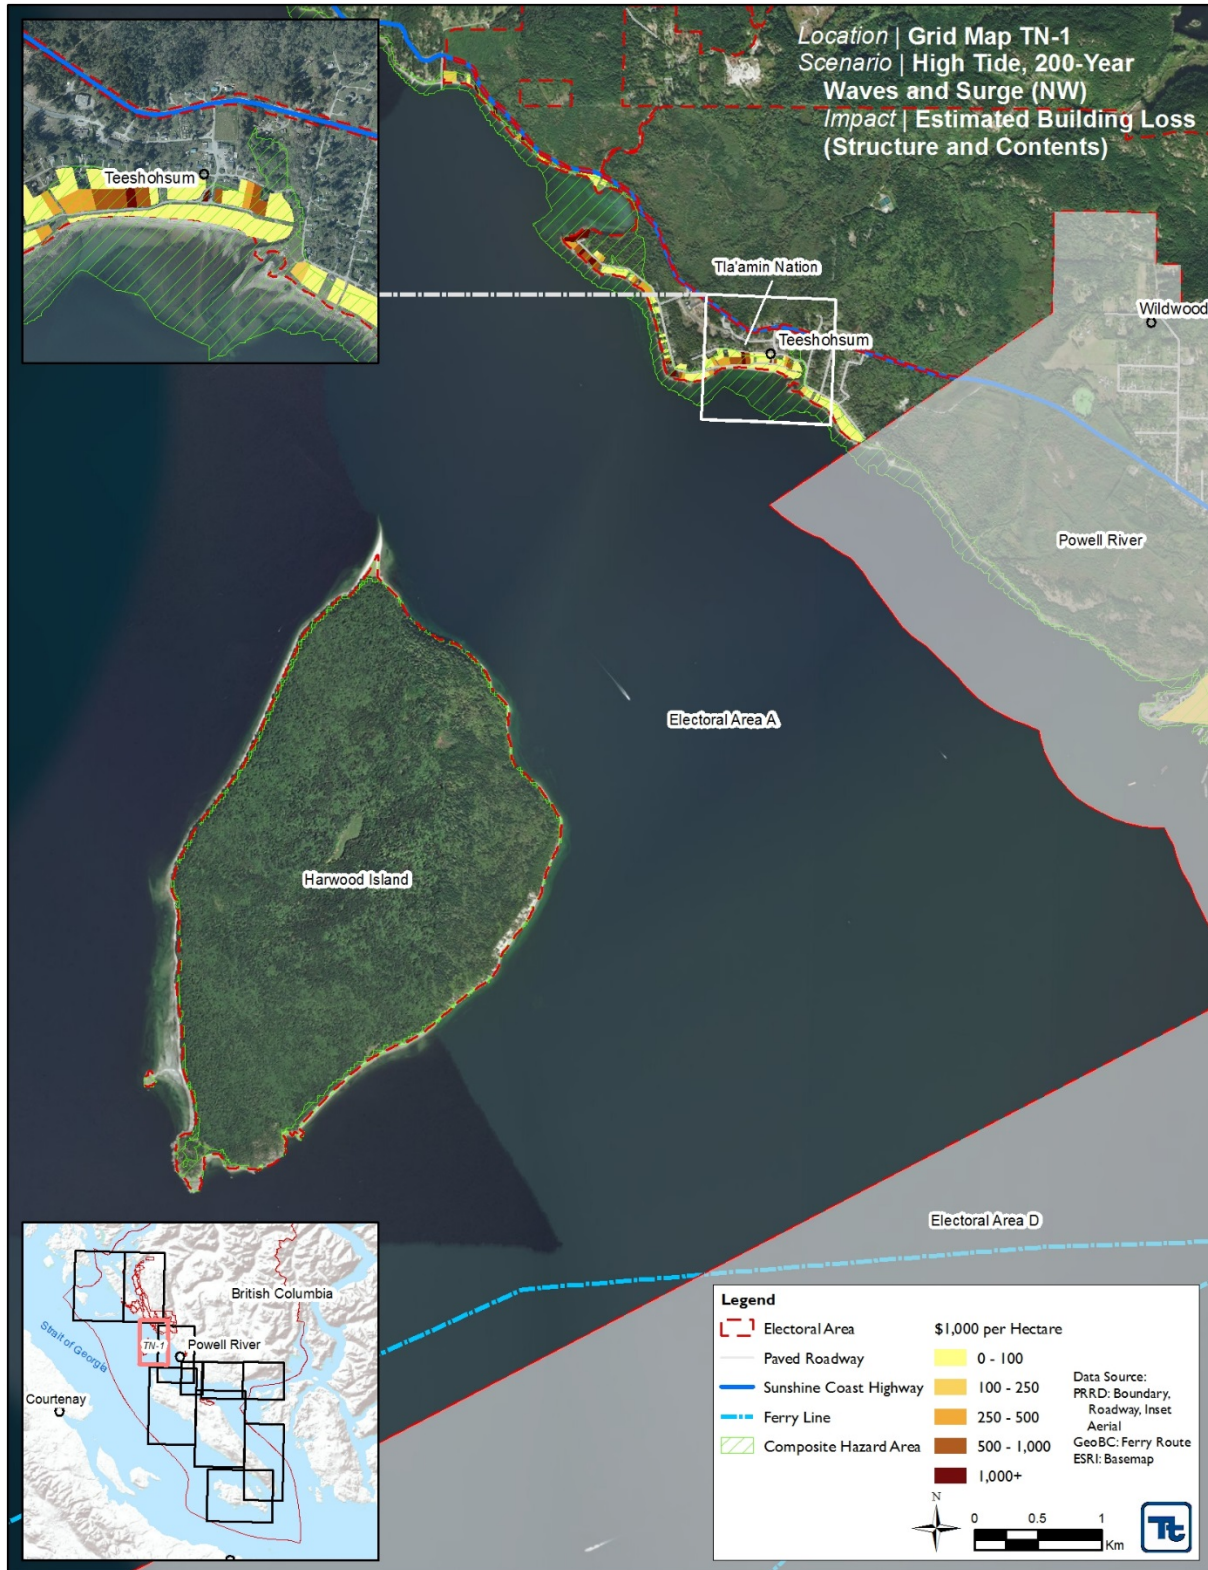 Location | Grid Map TN-1
Scenario | High Tide, 200-Year
Waves and Surge (NW)
Impact | Estimated Building Loss
(Structure and Contents)
Teeshohsum
Tla'amin Nation
Teeshohsum
Wildwood
Powell River
Electoral Area A
Harwood Island
Electoral Area D
British Columbia
Strait of Georgia
TN-1
Powell River
Courtenay
Legend
Electoral Area
Paved Roadway
Sunshine Coast Highway
Ferry Line
Composite Hazard Area
$1,000 per Hectare
0 - 100
100 - 250
250 - 500
500 - 1,000
1,000+
Data Source:
PRRD: Boundary,
Roadway, Inset
Aerial
GeoBC: Ferry Route
ESRI: Basemap
N
0 0.5 1
Km
Tt